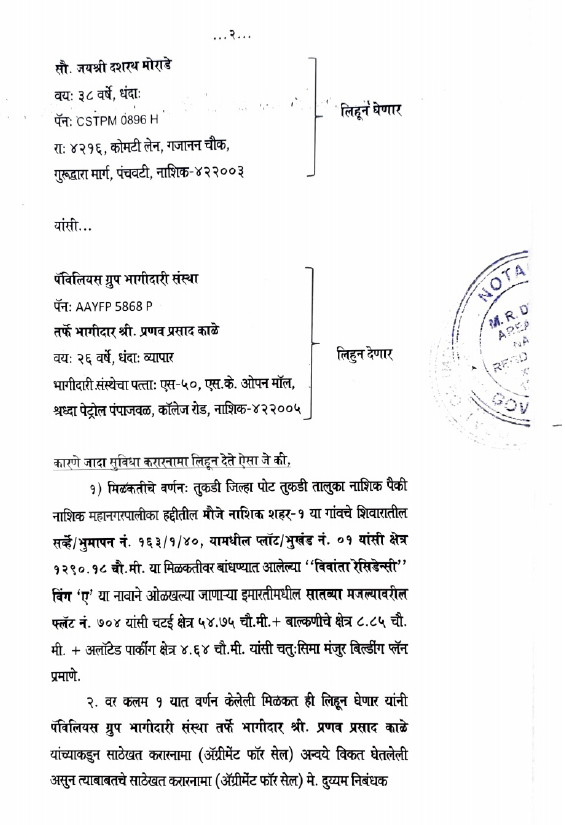 ...२...
सौ. जयश्री दशरथ मोराडे
वय: ३८ वर्षे, धंदा:
पॅन: CSTPM 0896 H
लिहून घेणार
रा: ४२१६, कोमटी लेन, गजानन चौक,
गुरूद्वारा मार्ग, पंचवटी, नाशिक-४२२००३
यांसी...
पॅविलियस ग्रुप भागीदारी संस्था
पॅन: AAYFP 5868 P
तर्फे भागीदार श्री. प्रणव प्रसाद काळे
वय: २६ वर्षे, धंदा: व्यापार
लिहुन देणार
भागीदारी संस्थेचा पत्ता: एस-५०, एस.के. ओपन मॉल,
श्रध्दा पेट्रोल पंपाजवळ, कॉलेज रोड, नाशिक-४२२००५
NOTA
M. R. D
AREA
NA
GOV
कारणे जादा सुविधा करारनामा लिहून देते ऐसा जे की,
१) मिळकतीचे वर्णन: तुकडी जिल्हा पोट तुकडी तालुका नाशिक पैकी
नाशिक महानगरपालीका हद्दीतील मौजे नाशिक शहर-१ या गांवचे शिवारातील
सर्व्हे/भुमापन नं. १६३/१/४०, यामधील प्लॉट/भुखंड नं. ०१ यांसी क्षेत्र
१२९०.१८ चौ.मी. या मिळकतीवर बांधण्यात आलेल्या "विवांता रेसिडेन्सी"
विंग 'ए' या नावाने ओळखल्या जाणाऱ्या इमारतीमधील सातव्या मजल्यावरील
फ्लॅट नं. ७०४ यांसी चटई क्षेत्र ५४.७५ चौ.मी.+ बाल्कणीचे क्षेत्र ८.८५ चौ.
मी. + अलॉटेड पार्कींग क्षेत्र ४.६४ चौ.मी. यांसी चतु:सिमा मंजुर बिल्डींग प्लॅन
प्रमाणे.
२. वर कलम १ यात वर्णन केलेली मिळकत ही लिहून घेणार यांनी
पॅविलियस ग्रुप भागीदारी संस्था तर्फे भागीदार श्री. प्रणव प्रसाद काळे
यांच्याकडुन साठेखत करारनामा (ॲग्रीमेंट फॉर सेल) अन्वये विकत घेतलेली
असुन त्याबाबतचे साठेखत करारनामा (ॲग्रीमेंट फॉर सेल) मे. दुय्यम निबंधक